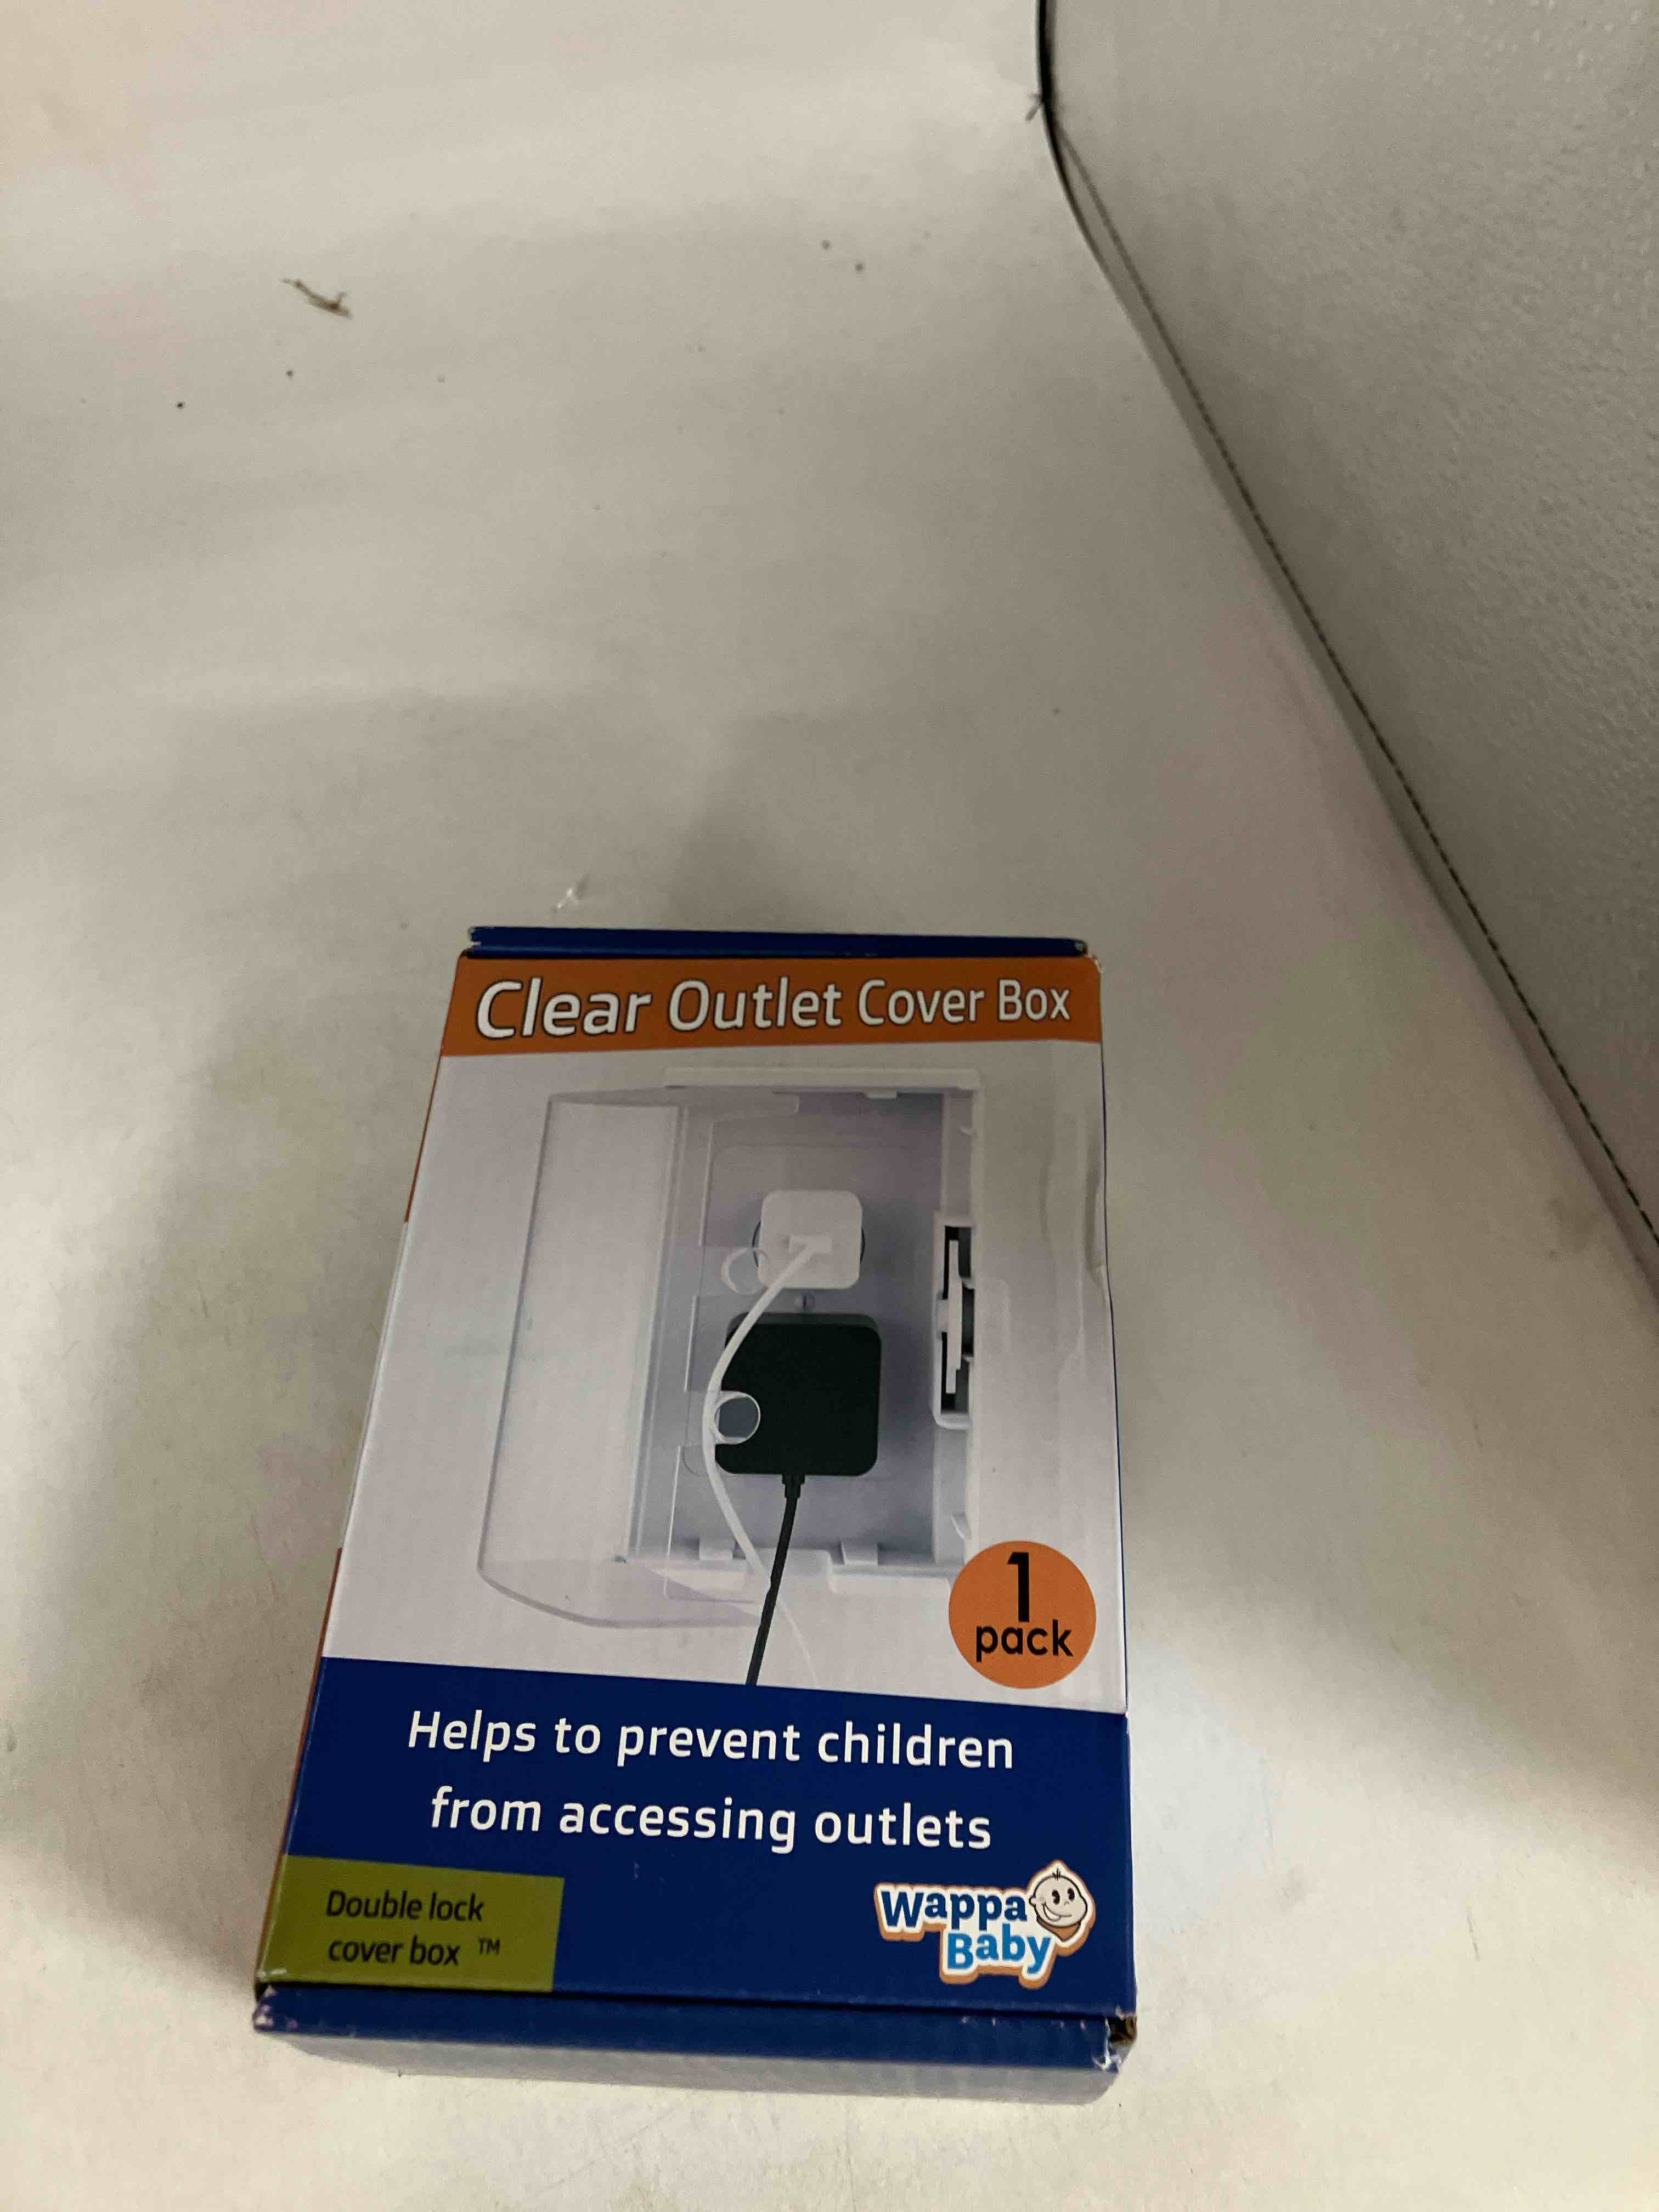 Clear Outlet Cover Box
1
pack
Helps to prevent children
from accessing outlets
Double lock
cover box ™
Wappa
Baby